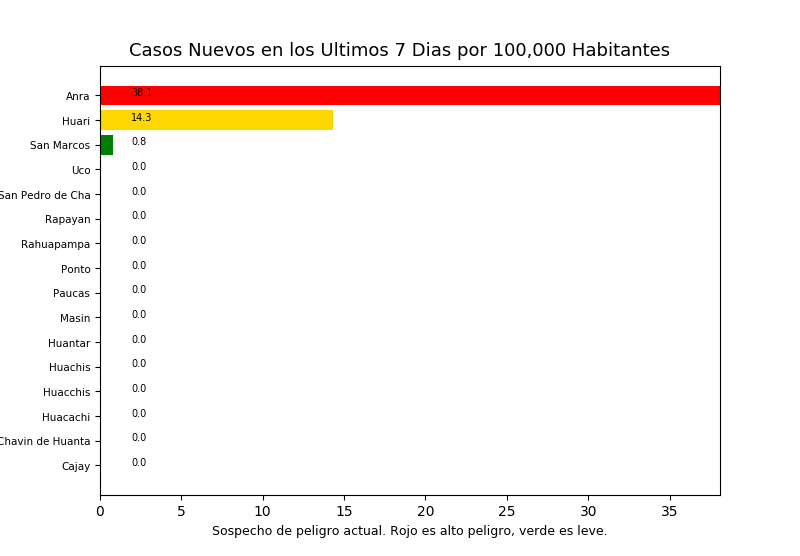 Casos Nuevos en los Ultimos 7 Dias por 100,000 Habitantes
Anra 38.1
Huari 14.3
San Marcos 0.8
Uco 0.0
San Pedro de Cha 0.0
Rapayan 0.0
Rahuapampa 0.0
Ponto 0.0
Paucas 0.0
Masin 0.0
Huantar 0.0
Huachis 0.0
Huacchis 0.0
Huacachi 0.0
Chavin de Huanta 0.0
Cajay 0.0
0 5 10 15 20 25 30 35
Sospecho de peligro actual. Rojo es alto peligro, verde es leve.